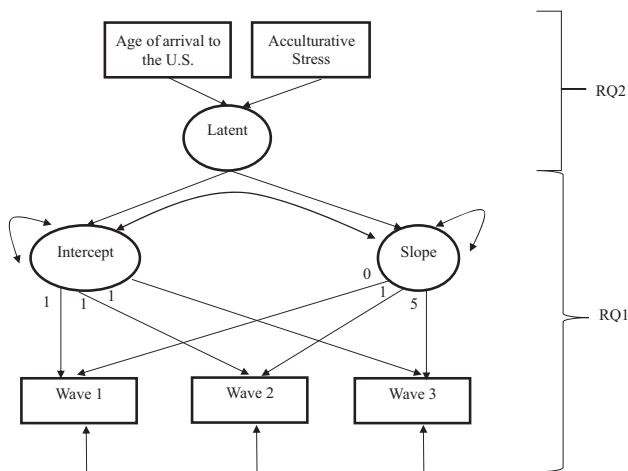 Age of arrival to
the U.S.
Acculturative
Stress
RQ2
Latent
Intercept
Slope
0
1
1
1
1
5
RQ1
Wave 1
Wave 2
Wave 3